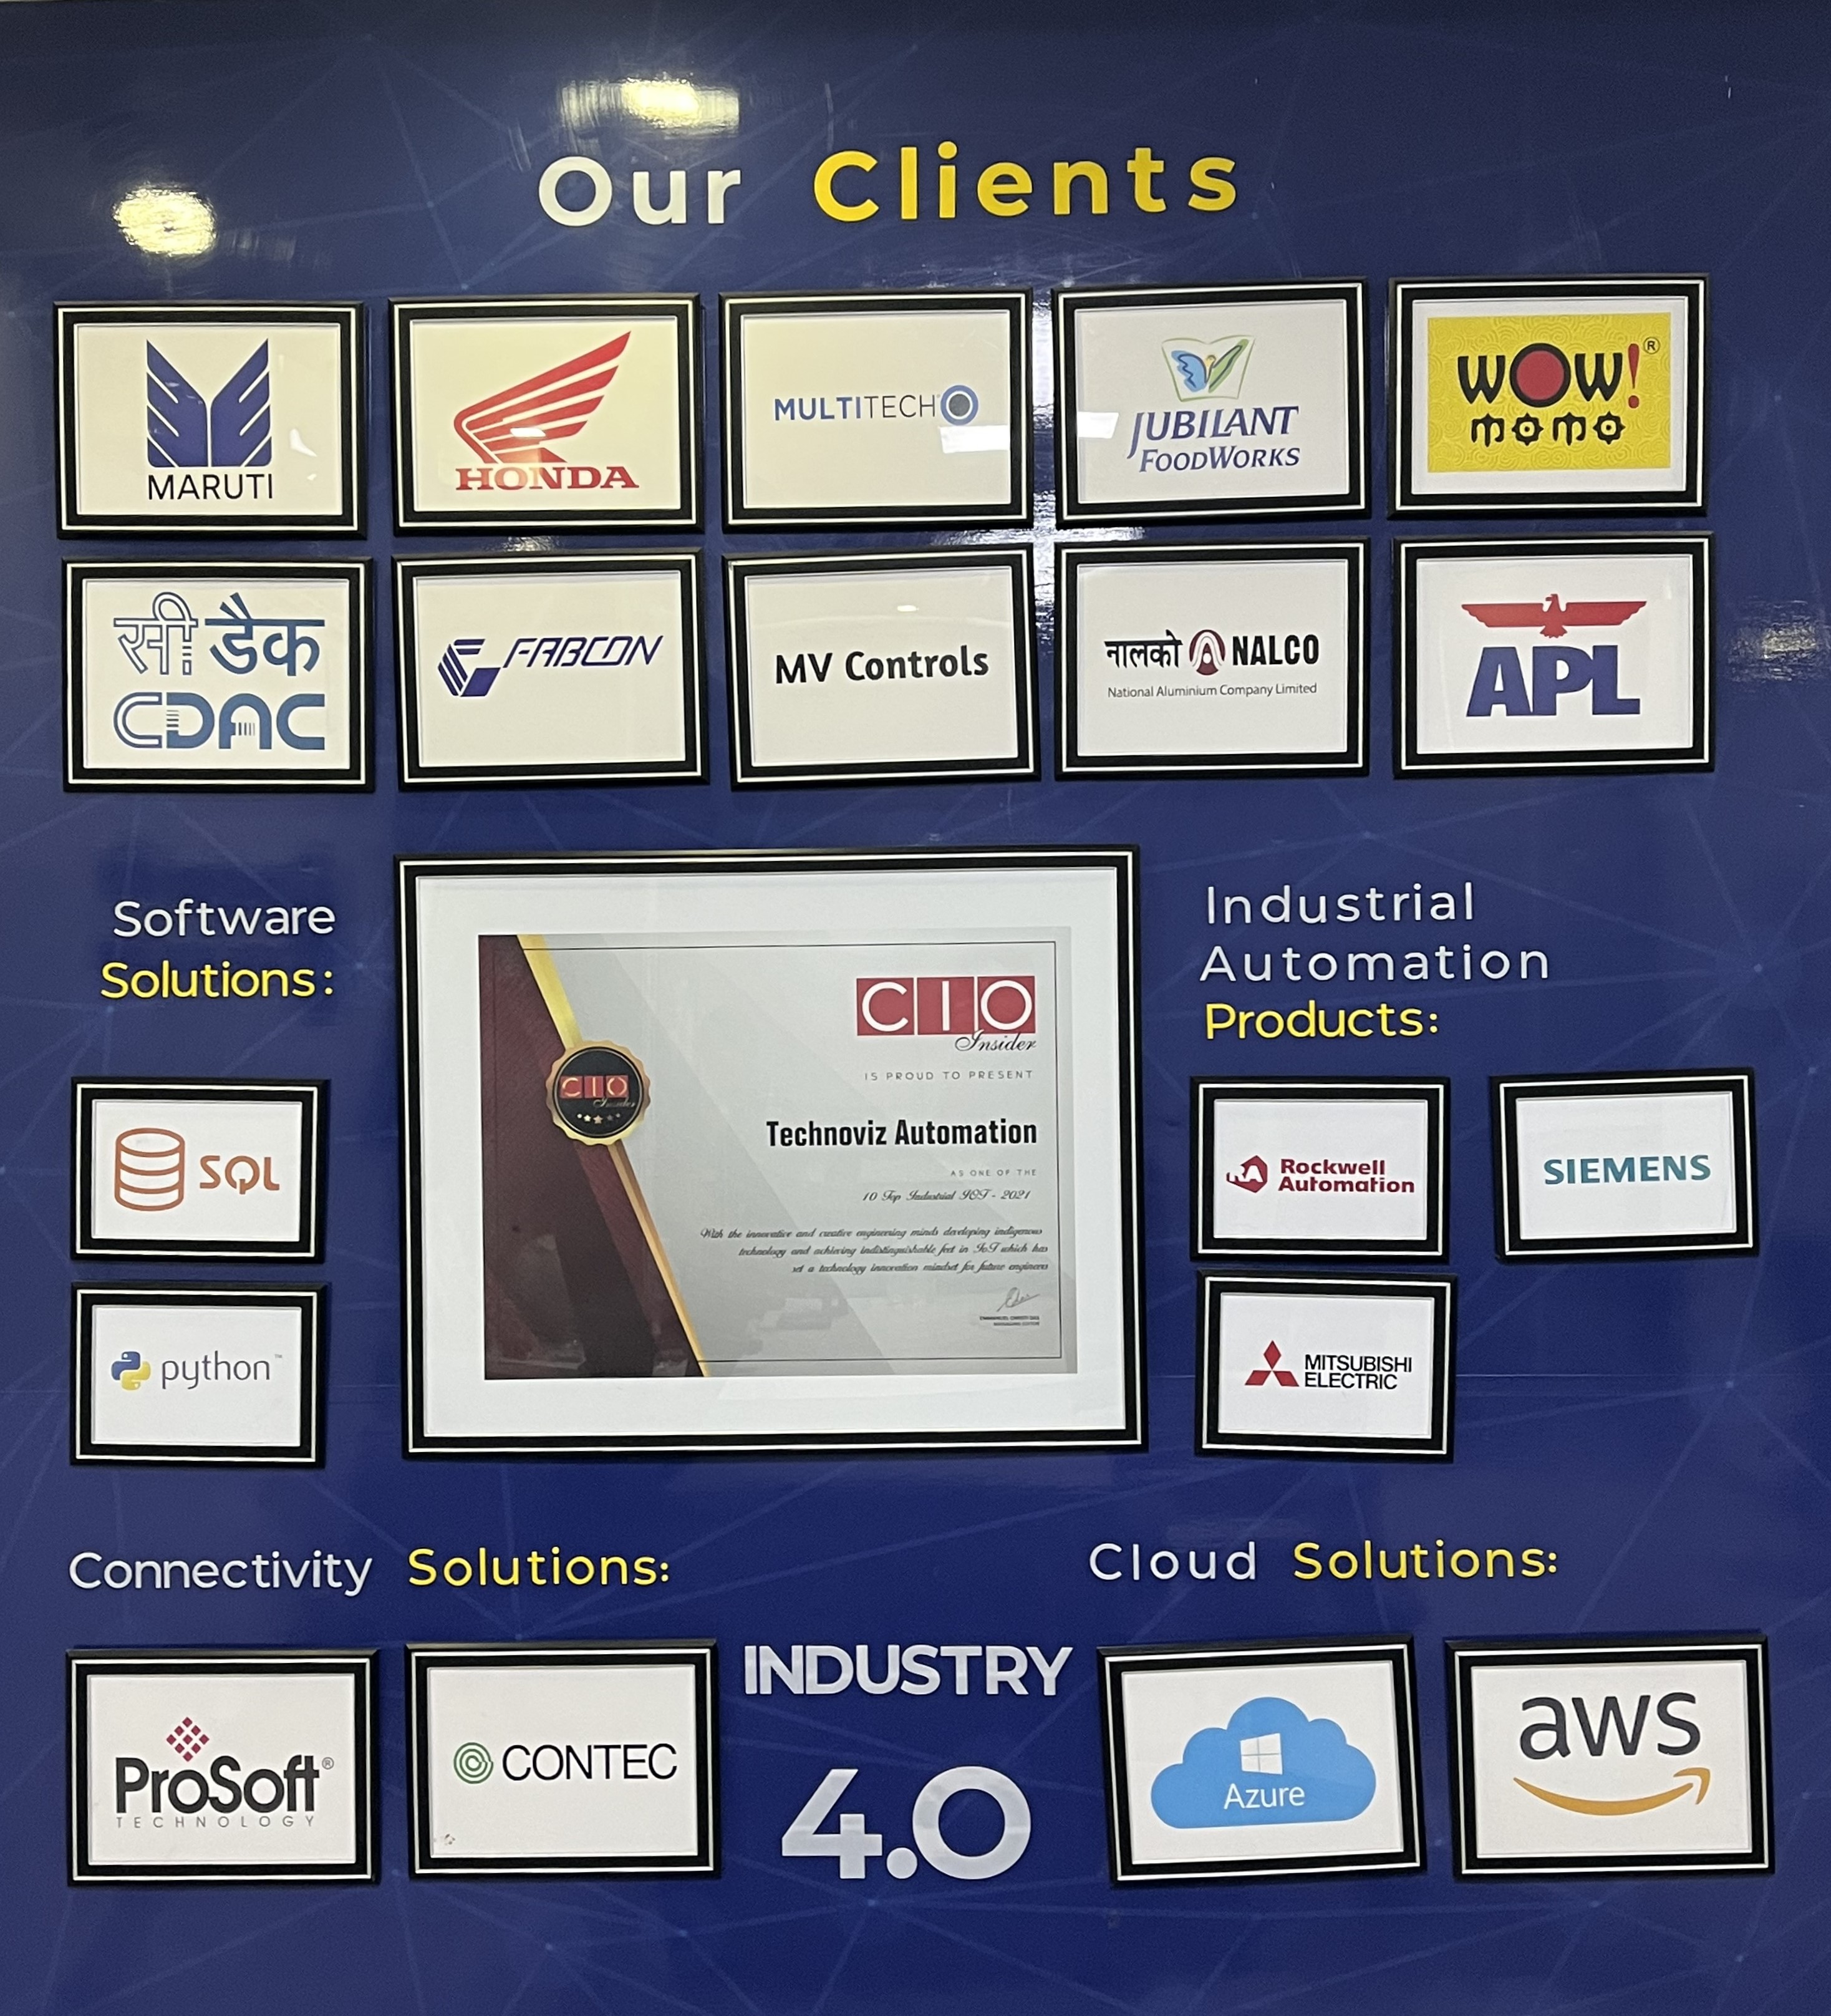 Our Clients
MARUTI
HONDA
MULTITECH
JUBILANT
FOODWORKS
WOW! ®
momo
सी डैक
CDAC
FABCON
MV Controls
नालको NALCO
National Aluminium Company Limited
APL
Software
Solutions:
SQL
python™
CIO
Insider
IS PROUD TO PRESENT
CIO
Insider
Technoviz Automation
AS ONE OF THE
10 Top Industrial IOT - 2021
With the innovative and creative engineering minds developing indigenous
technology and achieving indistinguishable feet in IoT which has
set a technology innovation mindset for future engineers
Industrial
Automation
Products:
RA Rockwell
Automation
SIEMENS
MITSUBISHI
ELECTRIC
Connectivity Solutions:
ProSoft®
TECHNOLOGY
CONTEC
INDUSTRY
4.0
Cloud Solutions:
Azure
aws